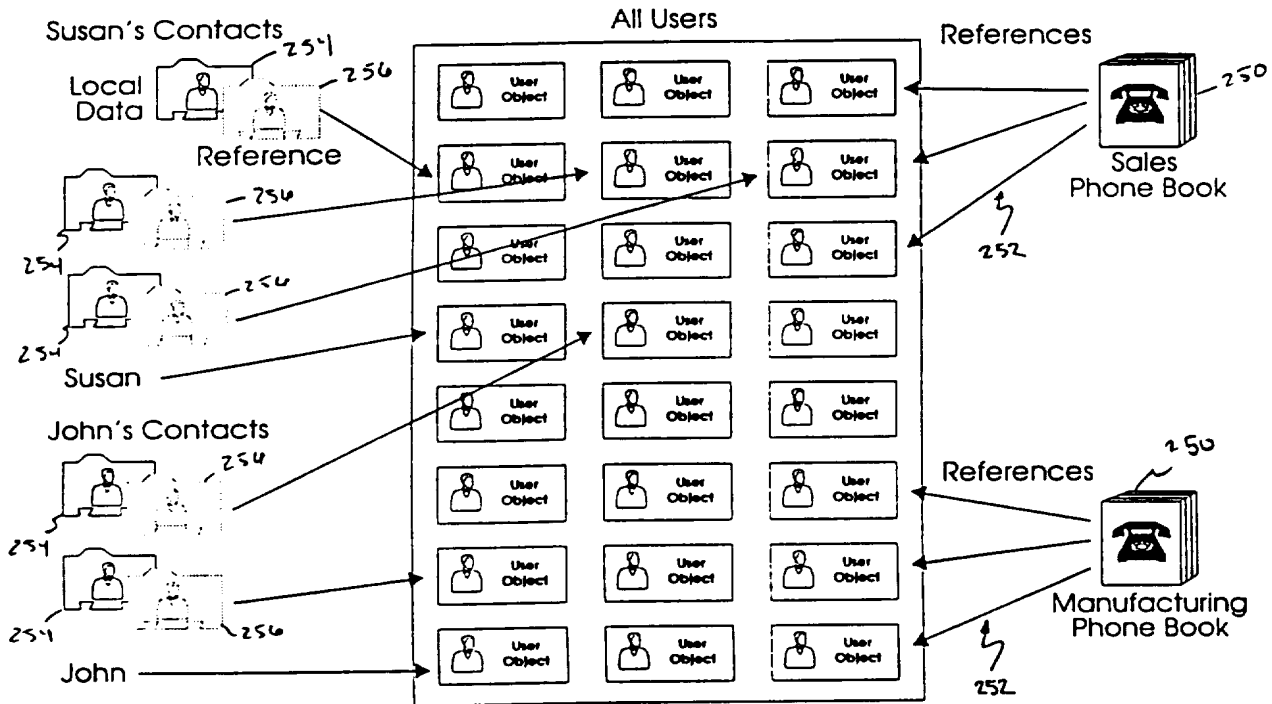 All Users
Susan's Contacts
254
256
Local
Data
Reference
256
254
256
254
Susan
John's Contacts
256
254
254
256
John
User
Object
User
Object
User
Object
User
Object
User
Object
User
Object
User
Object
User
Object
User
Object
User
Object
User
Object
User
Object
User
Object
User
Object
User
Object
User
Object
User
Object
User
Object
User
Object
User
Object
User
Object
User
Object
User
Object
User
Object
References
250
Sales
Phone Book
252
250
References
Manufacturing
Phone Book
252